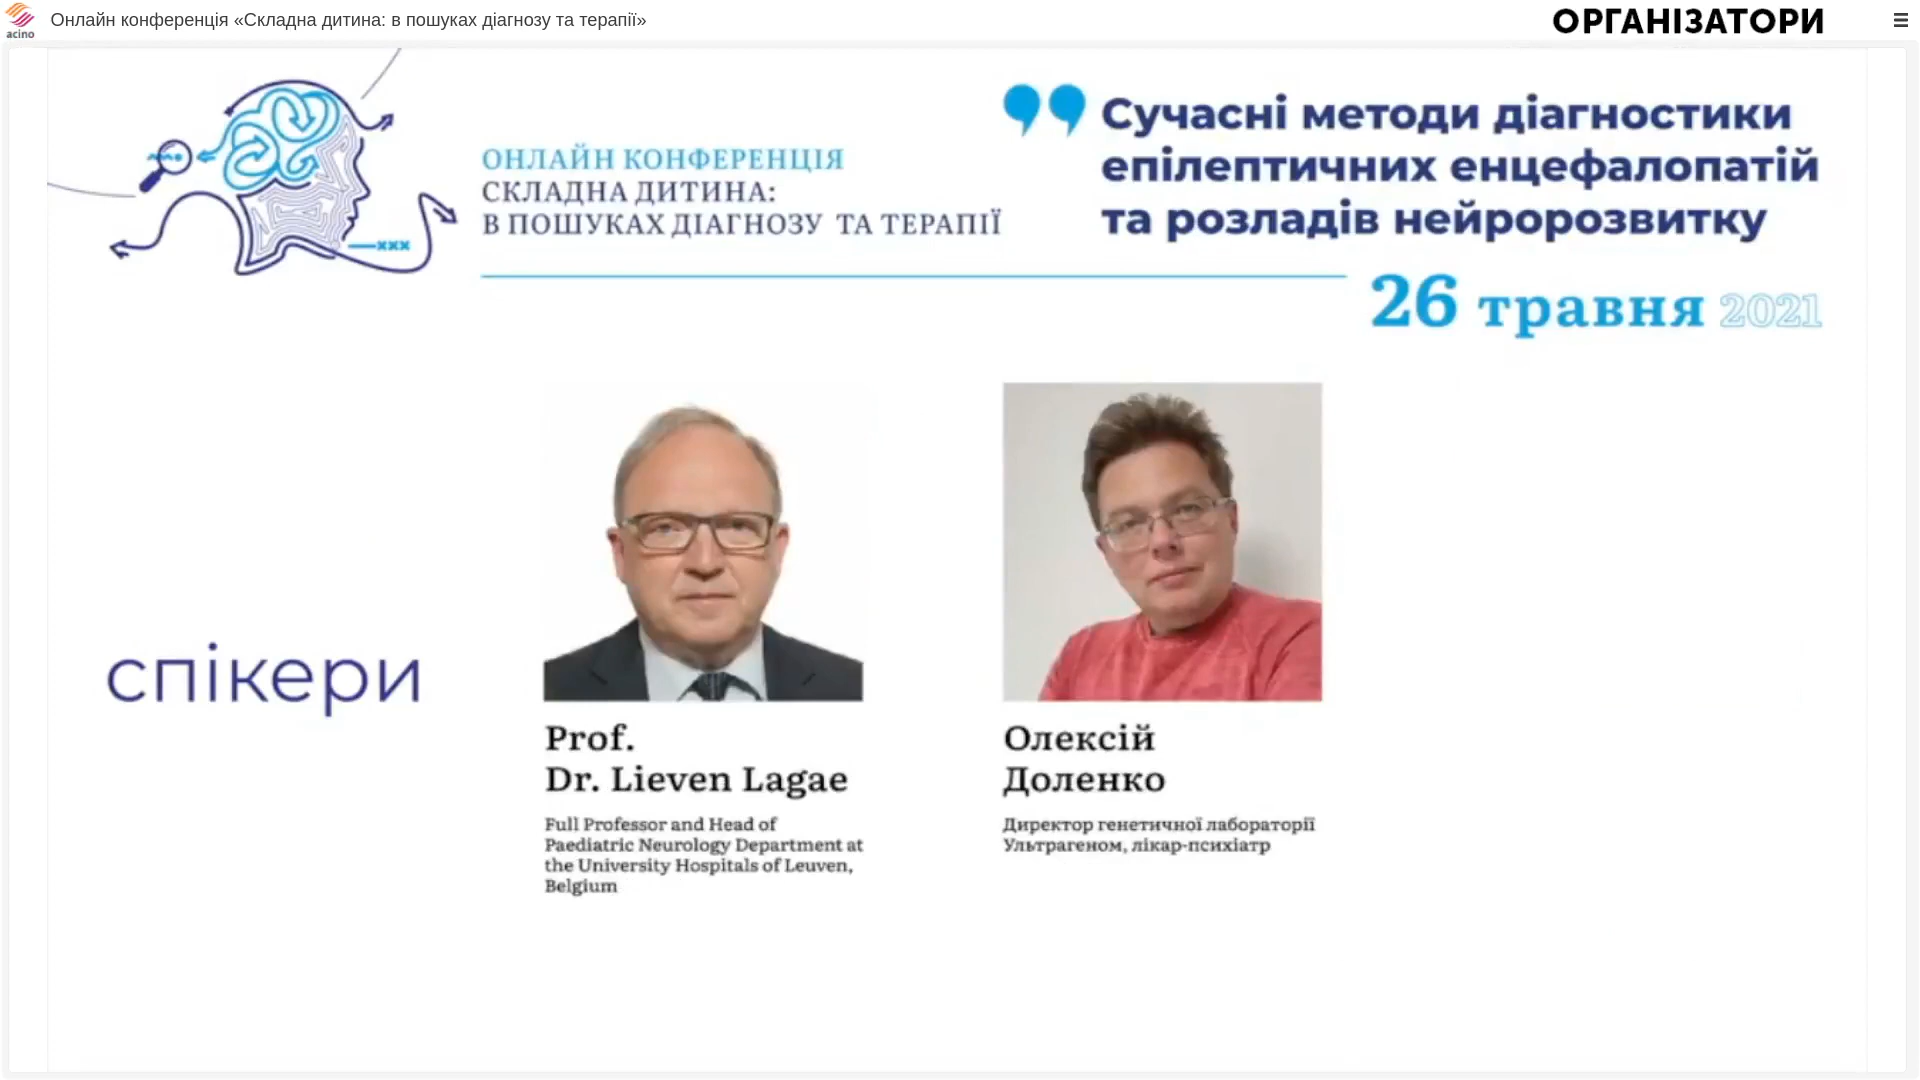 acino
Онлайн конференція «Складна дитина: в пошуках діагнозу та терапії»
ОРГАНІЗАТОРИ
ОНЛАЙН КОНФЕРЕНЦІЯ
СКЛАДНА ДИТИНА:
В ПОШУКАХ ДІАГНОЗУ ТА ТЕРАПІЇ
Сучасні методи діагностики
епілептичних енцефалопатій
та розладів нейророзвитку
26 травня 2021
xxx
спікери
Prof.
Dr. Lieven Lagae
Full Professor and Head of
Paediatric Neurology Department at
the University Hospitals of Leuven,
Belgium
Олексій
Доленко
Директор генетичної лабораторії
Ультрагеном, лікар-психіатр